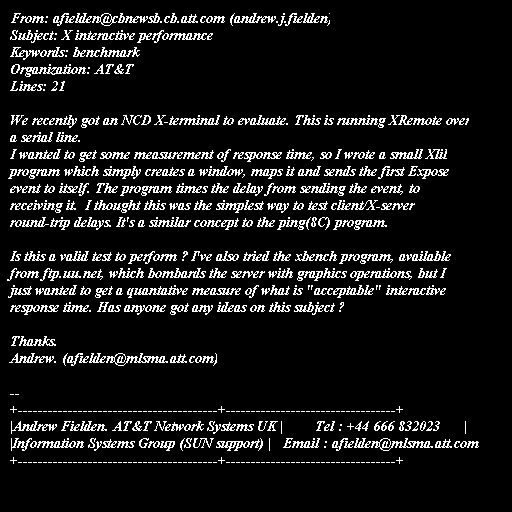 From: afielden@cbnewsb.cb.att.com (andrew.j.fielden)
Subject: X interactive performance
Keywords: benchmark
Organization: AT&T
Lines: 21

We recently got an NCD X-terminal to evaluate. This is running XRemote over
a serial line.
I wanted to get some measurement of response time, so I wrote a small Xlib
program which simply creates a window, maps it and sends the first Expose
event to itself. The program times the delay from sending the event, to
receiving it.  I thought this was the simplest way to test client/X-server
round-trip delays. It's a similar concept to the ping(8C) program.

Is this a valid test to perform ? I've also tried the xbench program, available
from ftp.uu.net, which bombards the server with graphics operations, but I
just wanted to get a quantative measure of what is "acceptable" interactive
response time. Has anyone got any ideas on this subject ?

Thanks.
Andrew. (afielden@mlsma.att.com)

--
+----------------------------------------+----------------------------------+
|Andrew Fielden. AT&T Network Systems UK |        Tel : +44 666 832023      |
|Information Systems Group (SUN support) |   Email : afielden@mlsma.att.com
+----------------------------------------+----------------------------------+